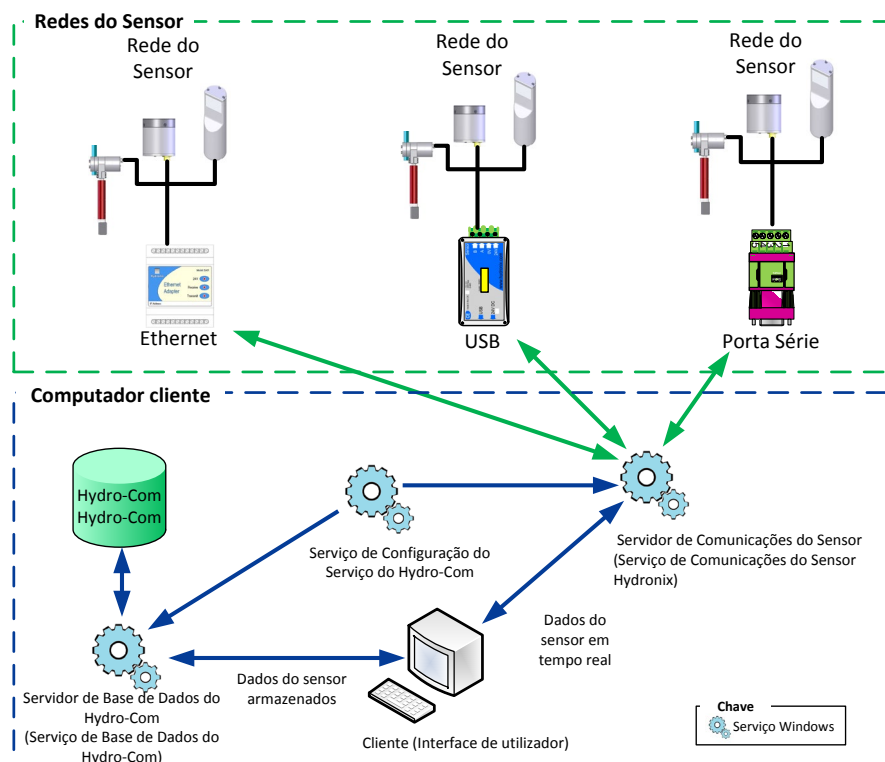 Redes do Sensor
Rede do
Sensor
Rede do
Sensor
Rede do
Sensor
Ethernet
Adapter
Ethernet
USB
Porta Série
Computador cliente
Hydro-Com
Hydro-Com
Serviço de Configuração do
Serviço do Hydro-Com
Servidor de Comunicações do Sensor
(Serviço de Comunicações do Sensor
Hydronix)
Dados do
sensor em
tempo real
Dados do sensor
armazenados
Servidor de Base de Dados do
Hydro-Com
(Serviço de Base de Dados do
Hydro-Com)
Cliente (Interface de utilizador)
Chave
Serviço Windows